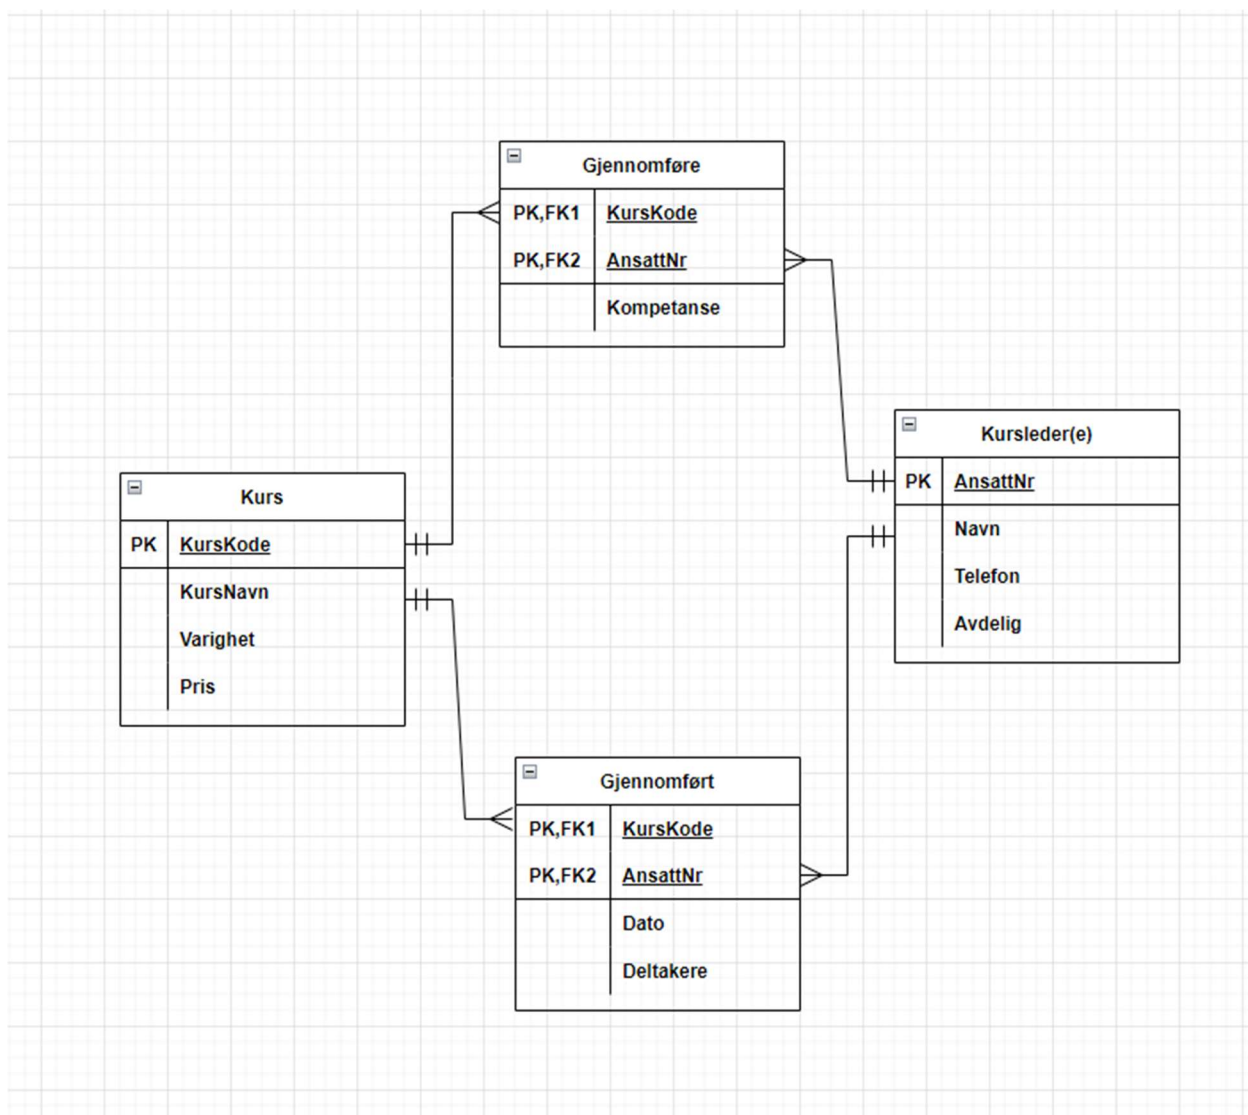 Gjennomføre
PK,FK1 KursKode
PK,FK2 AnsattNr
Kompetanse
Kursleder(e)
PK AnsattNr
Navn
Telefon
Avdelig
Kurs
PK KursKode
KursNavn
Varighet
Pris
Gjennomført
PK,FK1 KursKode
PK,FK2 AnsattNr
Dato
Deltakere